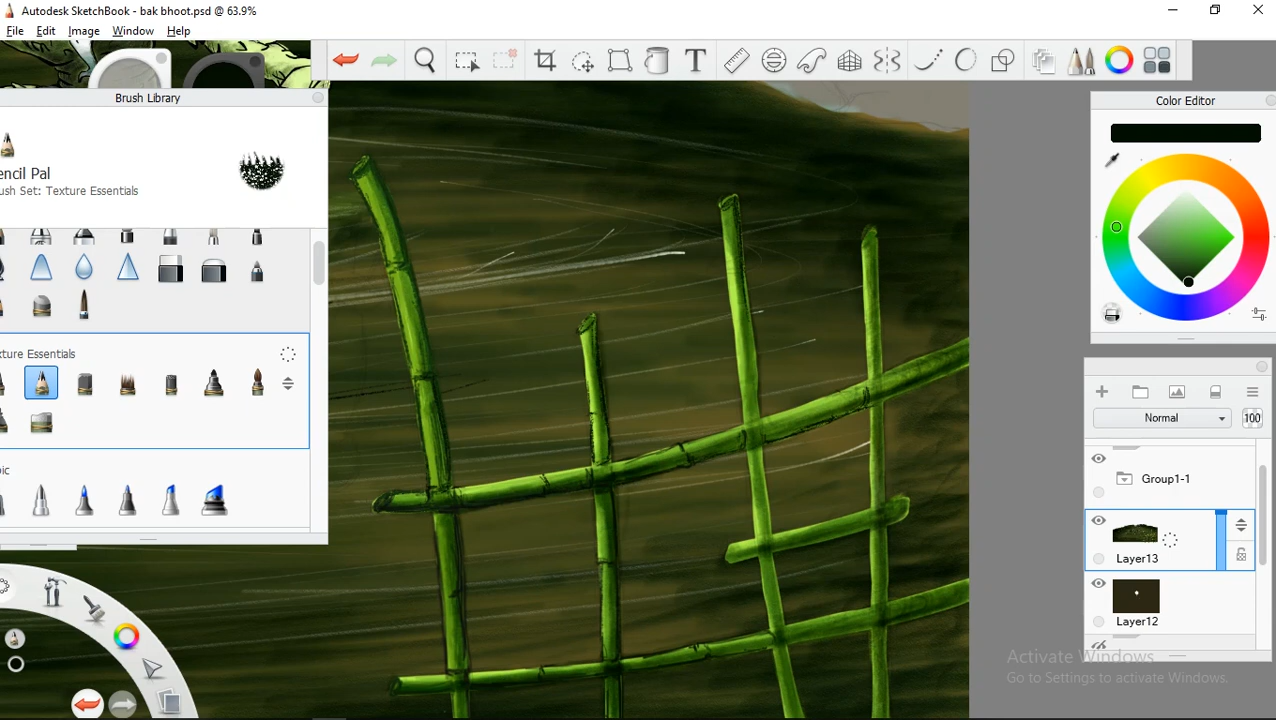 Autodesk SketchBook - bak bhoot.psd @ 63.9%
File Edit Image Window Help
T
Brush Library
encil Pal
ush Set: Texture Essentials
xture Essentials
ic
Color Editor
Normal 100
Group1-1
Layer13
Layer12
Activate Windows
Go to Settings to activate Windows.